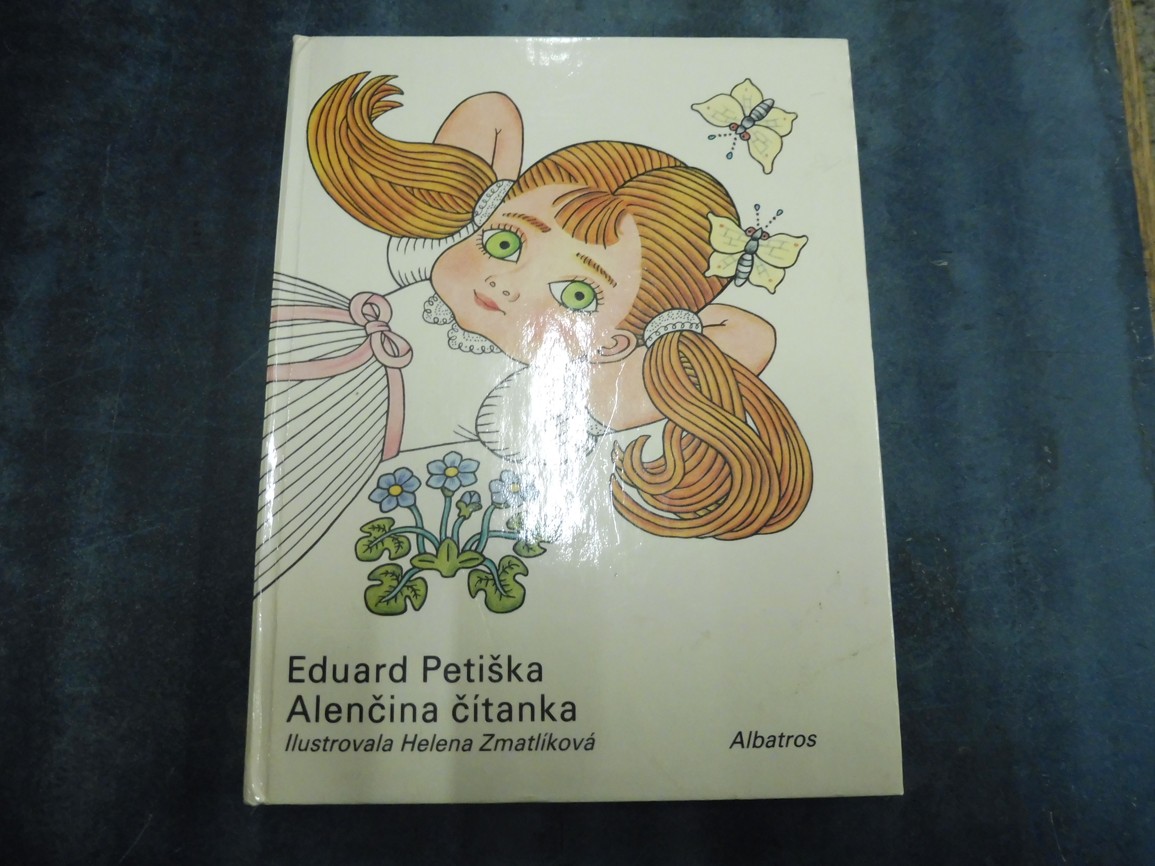 Eduard Petiška
Alenčina čítanka
Ilustrovala Helena Zmatlíková
Albatros